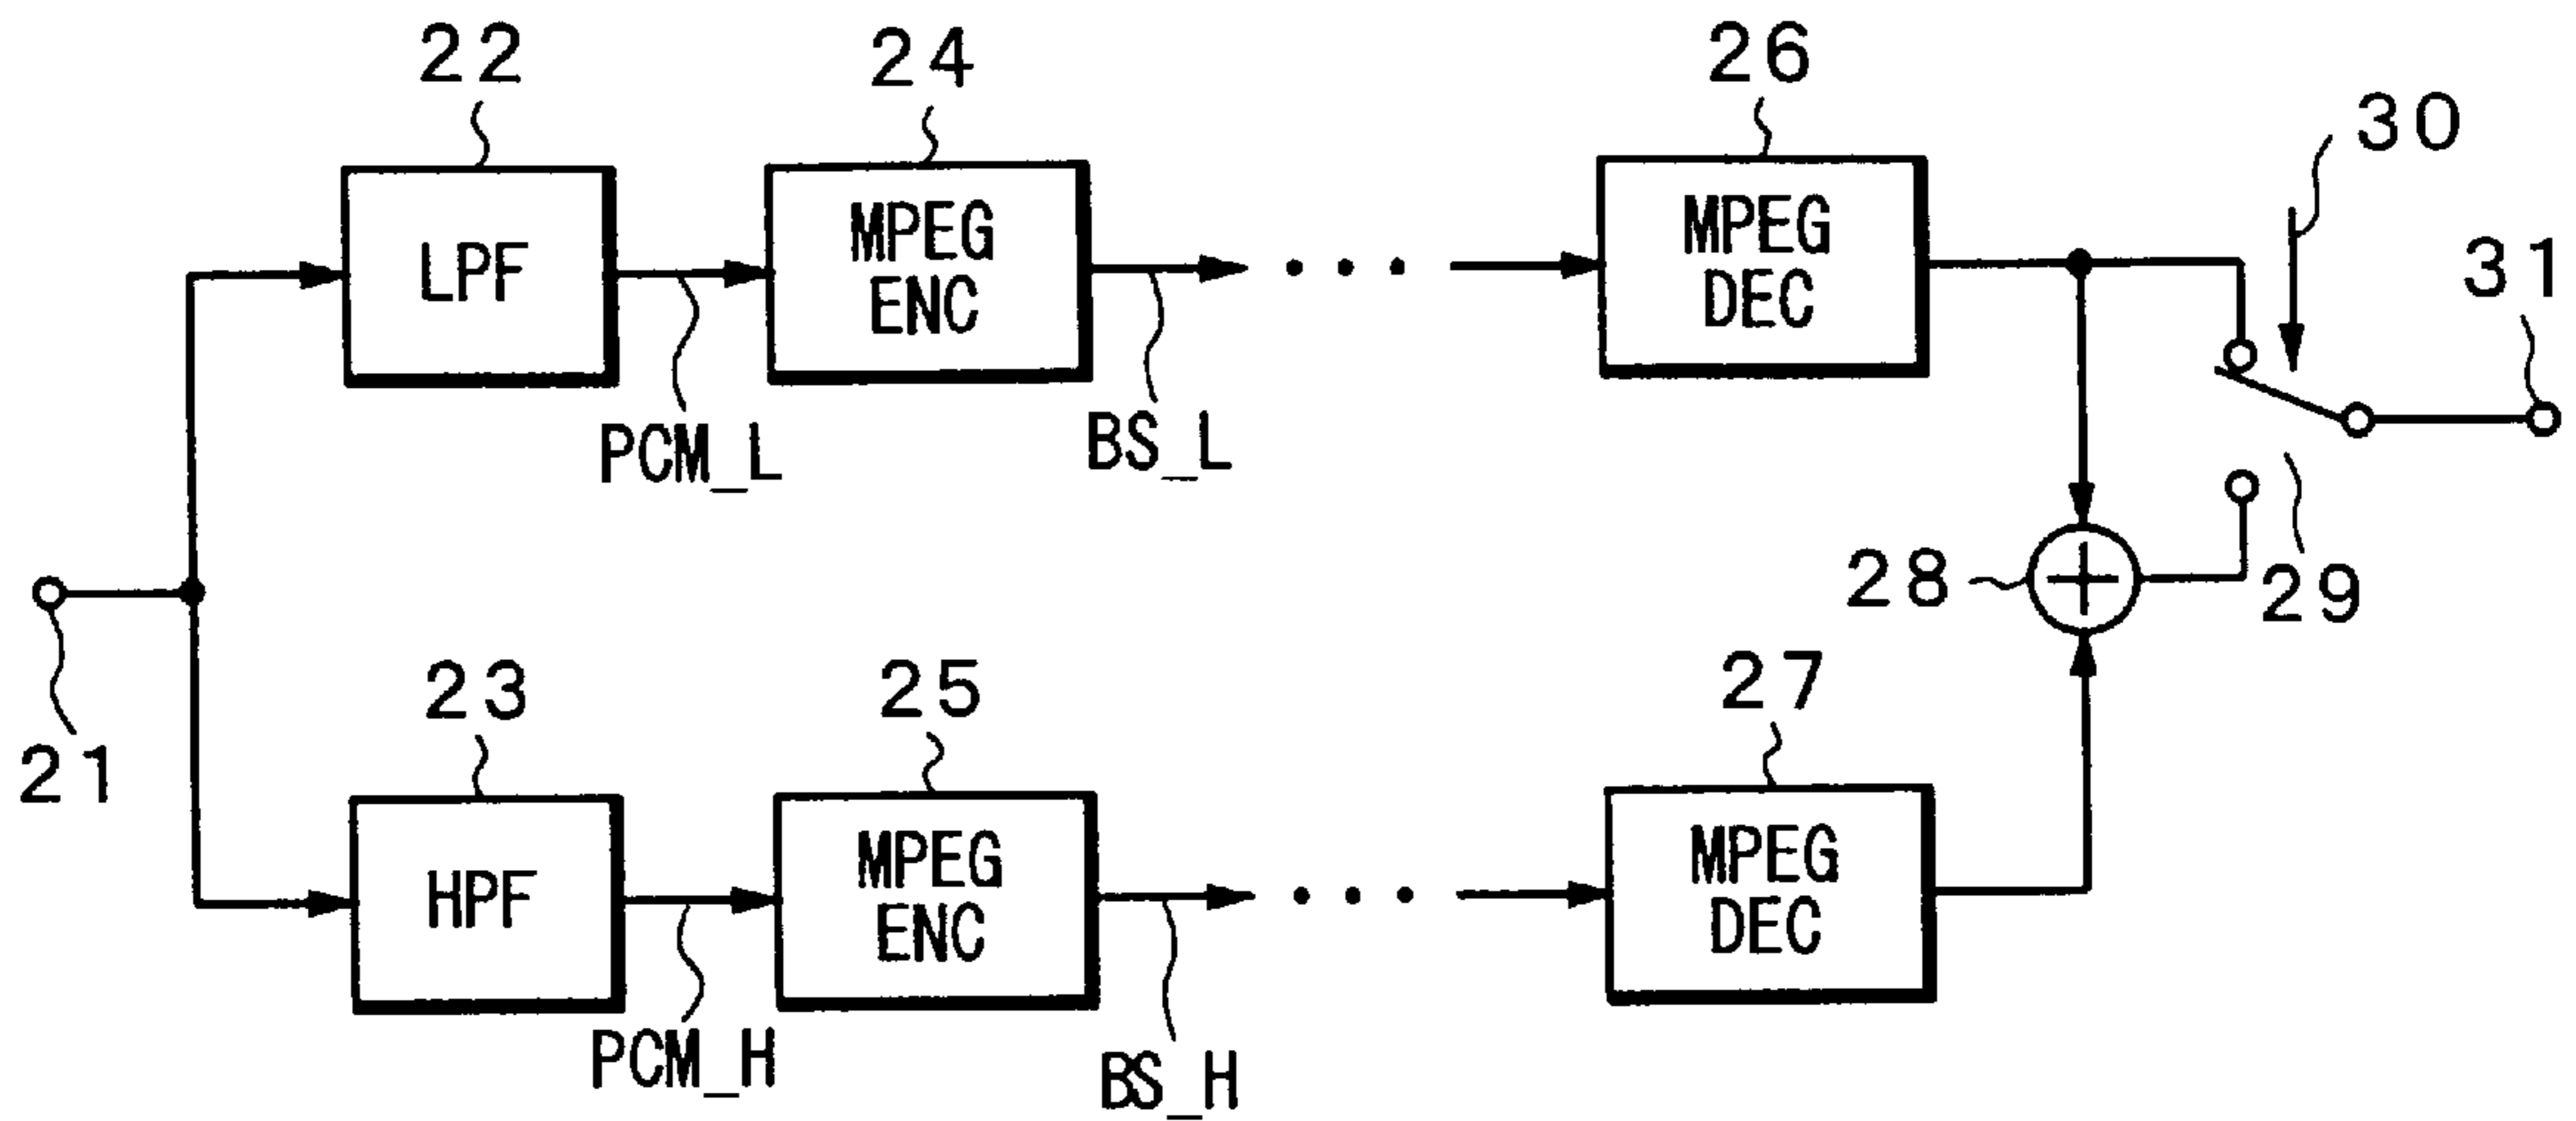 22
24
26
30
LPF
MPEG
ENC
MPEG
DEC
31
PCM_L
BS_L
28
29
21
23
25
27
HPF
MPEG
ENC
MPEG
DEC
PCM_H
BS_H